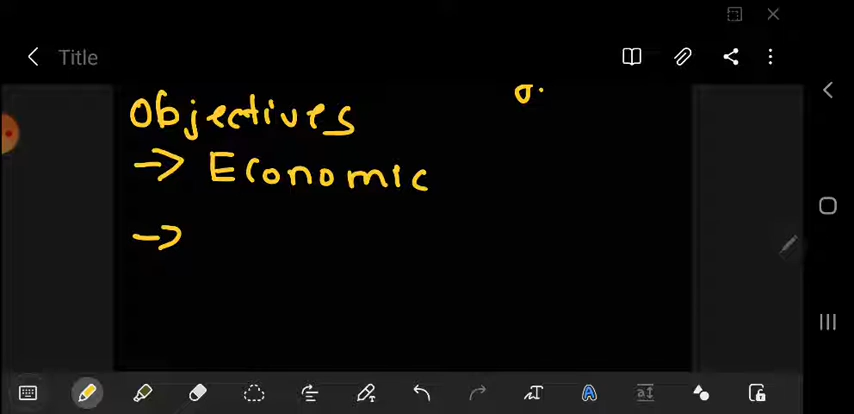 Title
Objectives
→ Economic
→